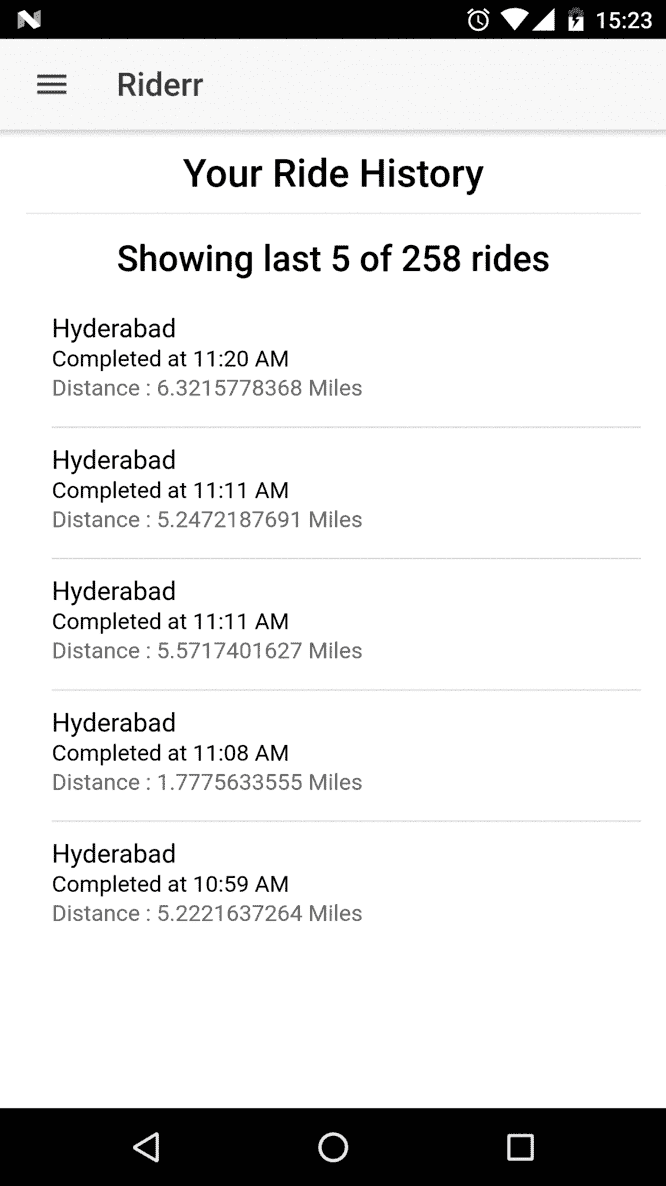 15:23
Riderr
Your Ride History
Showing last 5 of 258 rides
Hyderabad
Completed at 11:20 AM
Distance : 6.3215778368 Miles
Hyderabad
Completed at 11:11 AM
Distance : 5.2472187691 Miles
Hyderabad
Completed at 11:11 AM
Distance : 5.5717401627 Miles
Hyderabad
Completed at 11:08 AM
Distance : 1.7775633555 Miles
Hyderabad
Completed at 10:59 AM
Distance : 5.2221637264 Miles